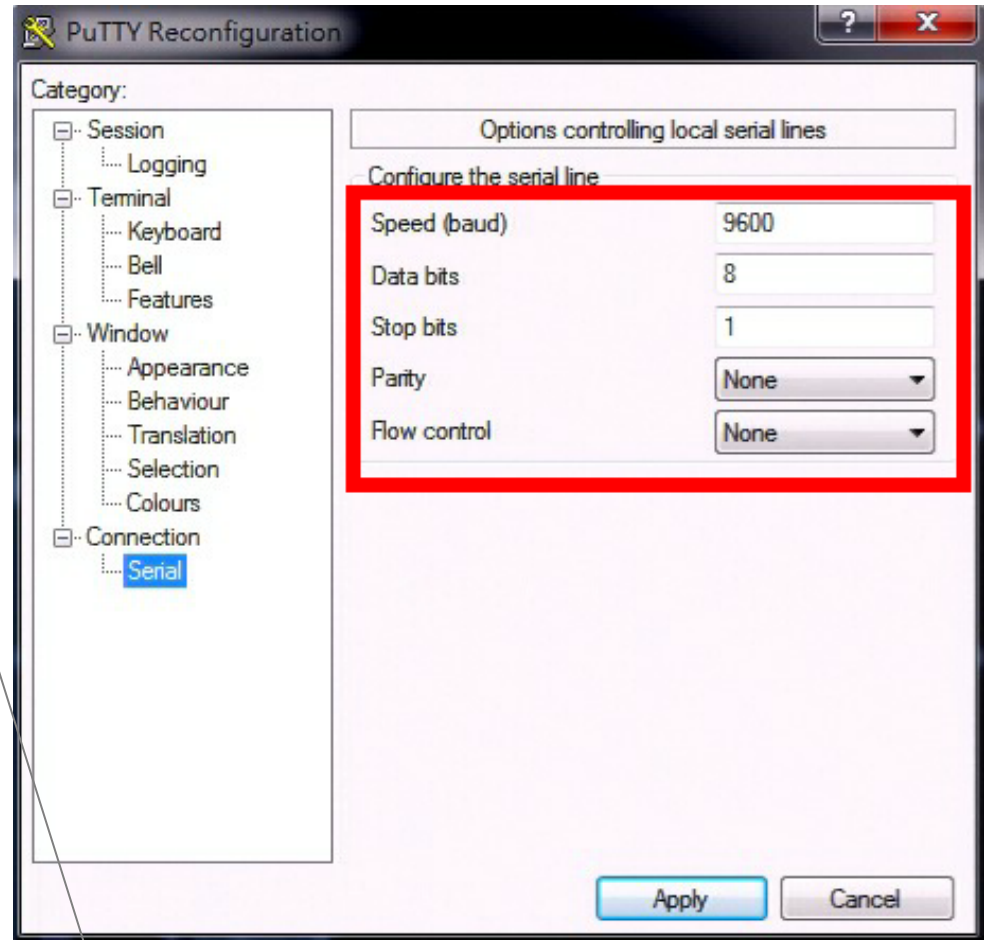 PuTTY Reconfiguration
? X
Category:
Session
Logging
Terminal
Keyboard
Bell
Features
Window
Appearance
Behaviour
Translation
Selection
Colours
Connection
Serial
Options controlling local serial lines
Configure the serial line
Speed (baud) 9600
Data bits 8
Stop bits 1
Parity None
Flow control None
Apply Cancel